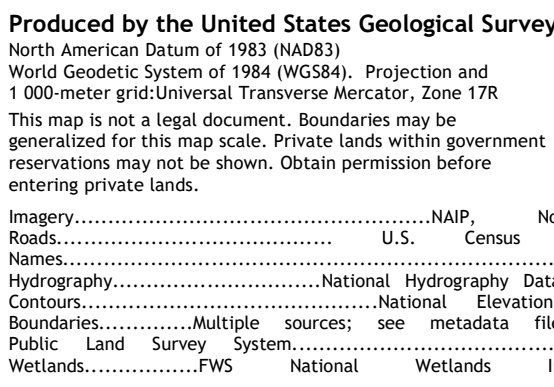 Produced by the United States Geological Survey
North American Datum of 1983 (NAD83)
World Geodetic System of 1984 (WGS84). Projection and
1 000-meter grid:Universal Transverse Mercator, Zone 17R
This map is not a legal document. Boundaries may be
generalized for this map scale. Private lands within government
reservations may not be shown. Obtain permission before
entering private lands.
Imagery....................................................NAIP,
Roads......................................... U.S. Census
Names....................................................................
Hydrography...............................National Hydrography
Contours............................................National Elevation
Boundaries..............Multiple sources; see metadata
Public Land Survey System......................................
Wetlands.................FWS National Wetlands